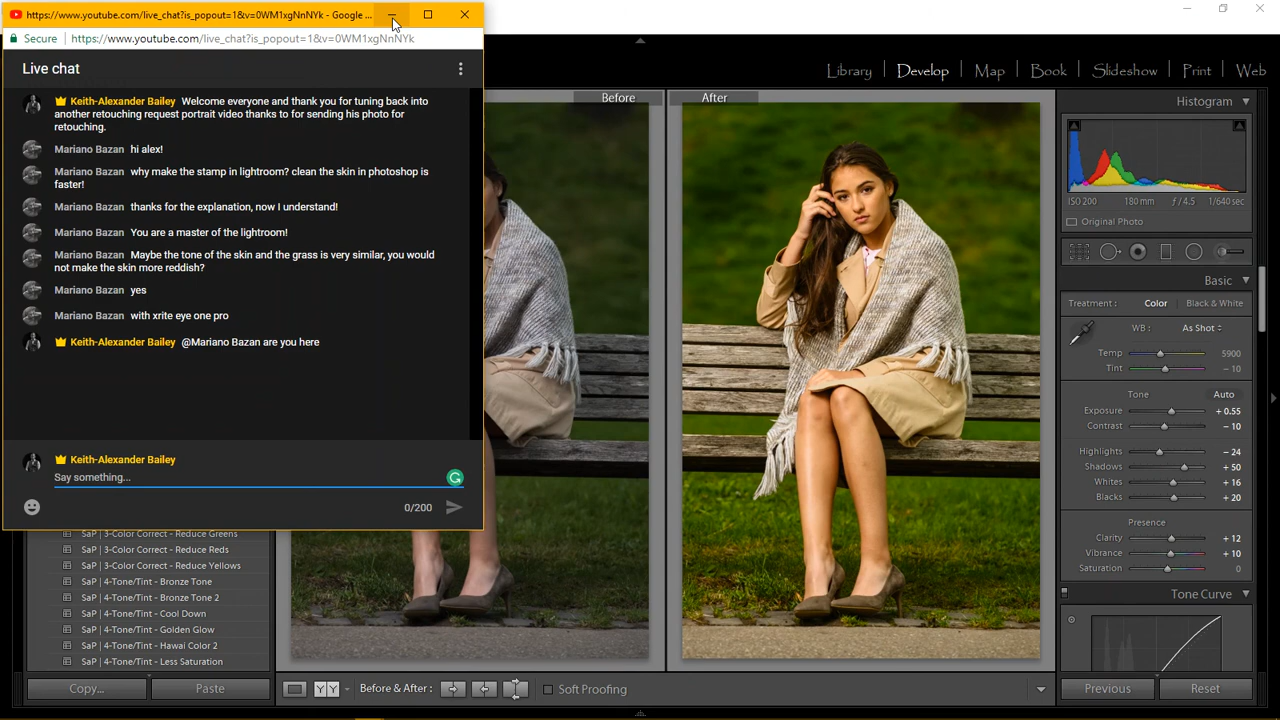 https://www.youtube.com/live_chat?is_popout=1&v=0WM1xgNnNYk - Google ...
Secure https://www.youtube.com/live_chat?is_popout=1&v=0WM1xgNnNYk
Live chat
Keith-Alexander Bailey Welcome everyone and thank you for tuning back into
another retouching request portrait video thanks to for sending his photo for
retouching.
Mariano Bazan hi alex!
Mariano Bazan why make the stamp in lightroom? clean the skin in photoshop is
faster!
Mariano Bazan thanks for the explanation, now I understand!
Mariano Bazan You are a master of the lightroom!
Mariano Bazan Maybe the tone of the skin and the grass is very similar, you would
not make the skin more reddish?
Mariano Bazan yes
Mariano Bazan with xrite eye one pro
Keith-Alexander Bailey @Mariano Bazan are you here
Keith-Alexander Bailey
Say something...
0/200
SaP | 3-Color Correct - Reduce Greens
SaP | 3-Color Correct - Reduce Reds
SaP | 3-Color Correct - Reduce Yellows
SaP | 4-Tone/Tint - Bronze Tone
SaP | 4-Tone/Tint - Bronze Tone 2
SaP | 4-Tone/Tint - Cool Down
SaP | 4-Tone/Tint - Golden Glow
SaP | 4-Tone/Tint - Hawai Color 2
SaP | 4-Tone/Tint - Less Saturation
Copy... Paste
Library Develop Map Book Slideshow Print Web
Before After
YY Before & After : Soft Proofing
Histogram
ISO 200 180 mm ƒ / 4.5 1/640 sec
Original Photo
Basic
Treatment : Color Black & White
WB : As Shot
Temp 5900
Tint - 10
Tone Auto
Exposure + 0.55
Contrast - 10
Highlights - 24
Shadows + 50
Whites + 16
Blacks + 20
Presence
Clarity + 12
Vibrance + 10
Saturation 0
Tone Curve
Previous Reset